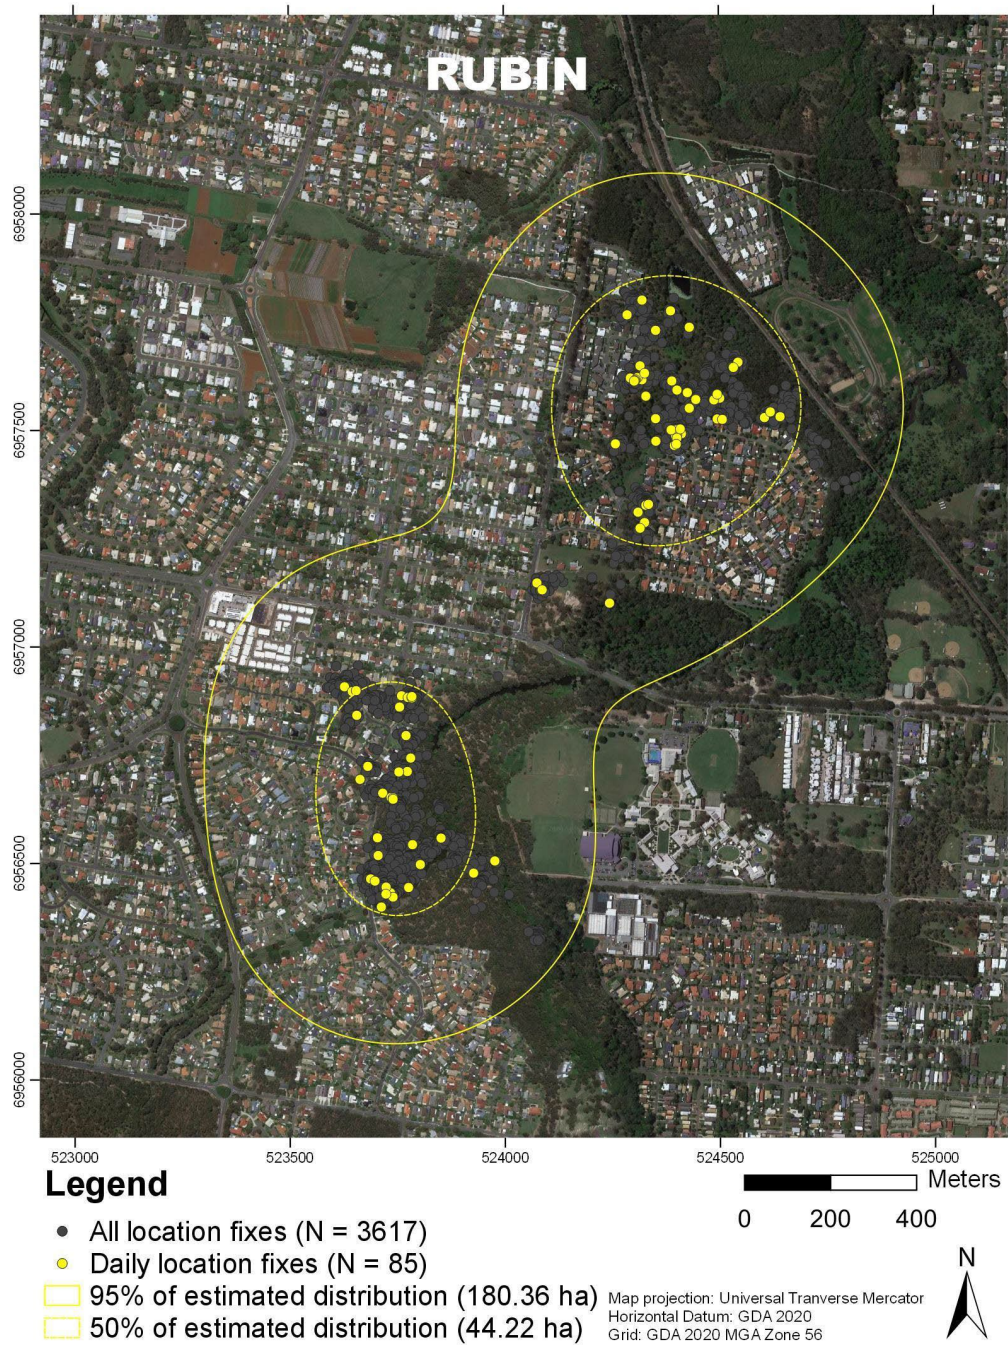 RUBIN
6958000
6957500
6957000
6956500
6956000
523000 523500 524000 524500 525000
Legend
Meters
0 200 400
All location fixes (N = 3617)
Daily location fixes (N = 85)
95% of estimated distribution (180.36 ha)
50% of estimated distribution (44.22 ha)
Map projection: Universal Tranverse Mercator
Horizontal Datum: GDA 2020
Grid: GDA 2020 MGA Zone 56
N